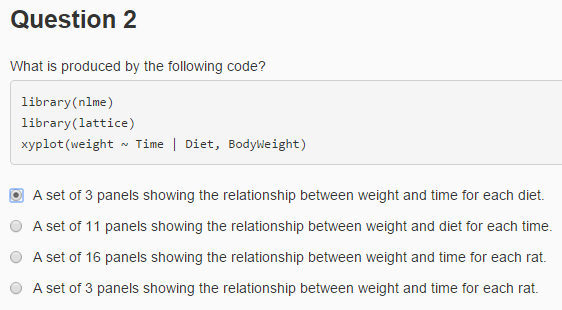 Question 2
What is produced by the following code?
library(nlme)
library(lattice)
xyplot(weight ~ Time | Diet, BodyWeight)
A set of 3 panels showing the relationship between weight and time for each diet.
A set of 11 panels showing the relationship between weight and diet for each time.
A set of 16 panels showing the relationship between weight and time for each rat.
A set of 3 panels showing the relationship between weight and time for each rat.